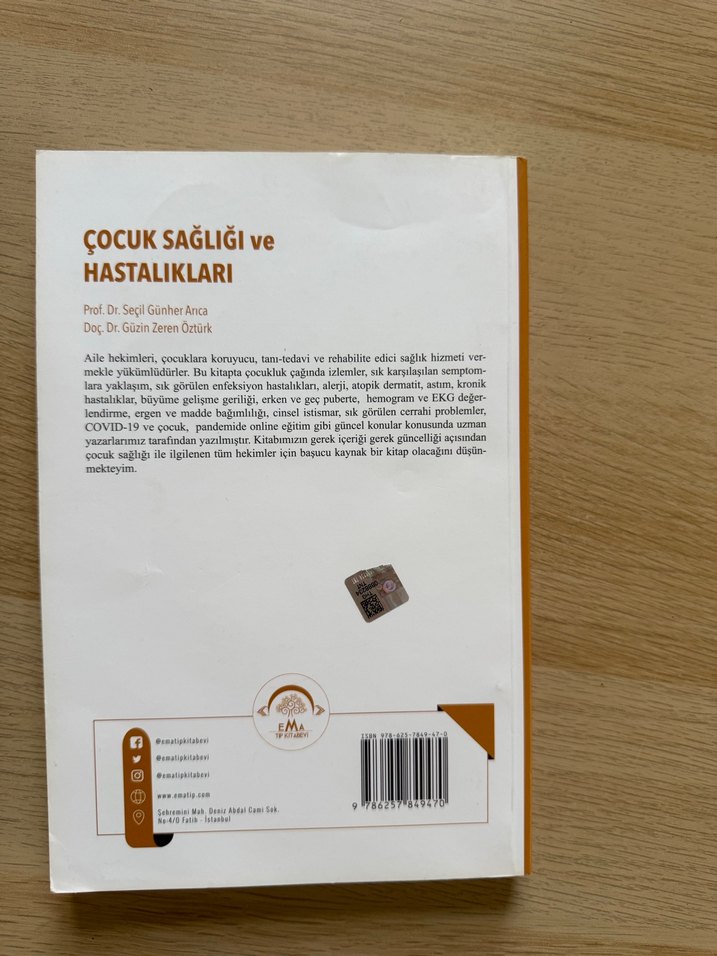 ÇOCUK SAĞLIĞI ve
HASTALIKLARI
Prof. Dr. Seçil Günher Arıca
Doç. Dr. Güzin Zeren Öztürk
Aile hekimleri, çocuklara koruyucu, tanı-tedavi ve rehabilite edici sağlık hizmeti ver-
mekle yükümlüdürler. Bu kitapta çocukluk çağında izlemler, sık karşılaşılan semptom-
lara yaklaşım, sık görülen enfeksiyon hastalıkları, alerji, atopik dermatit, astım, kronik
hastalıklar, büyüme gelişme geriliği, erken ve geç puberte, hemogram ve EKG değer-
lendirme, ergen ve madde bağımlılığı, cinsel istismar, sık görülen cerrahi problemler,
COVID-19 ve çocuk, pandemide online eğitim gibi güncel konular konusunda uzman
yazarlarımız tarafından yazılmıştır. Kitabımızın gerek içeriği gerek güncelliği açısından
çocuk sağlığı ile ilgilenen tüm hekimler için başucu kaynak bir kitap olacağını düşün-
mekteyim.
EMA
TIP KİTABEVİ
@ematipkitabevi
@ematipkitabevi
@ematipkitabevi
www.ematip.com
Şehremini Mah. Deniz Abdal Cami Sok.
No:4/D Fatih - İstanbul
ISBN 978-625-7849-47-0
9 786257 849470